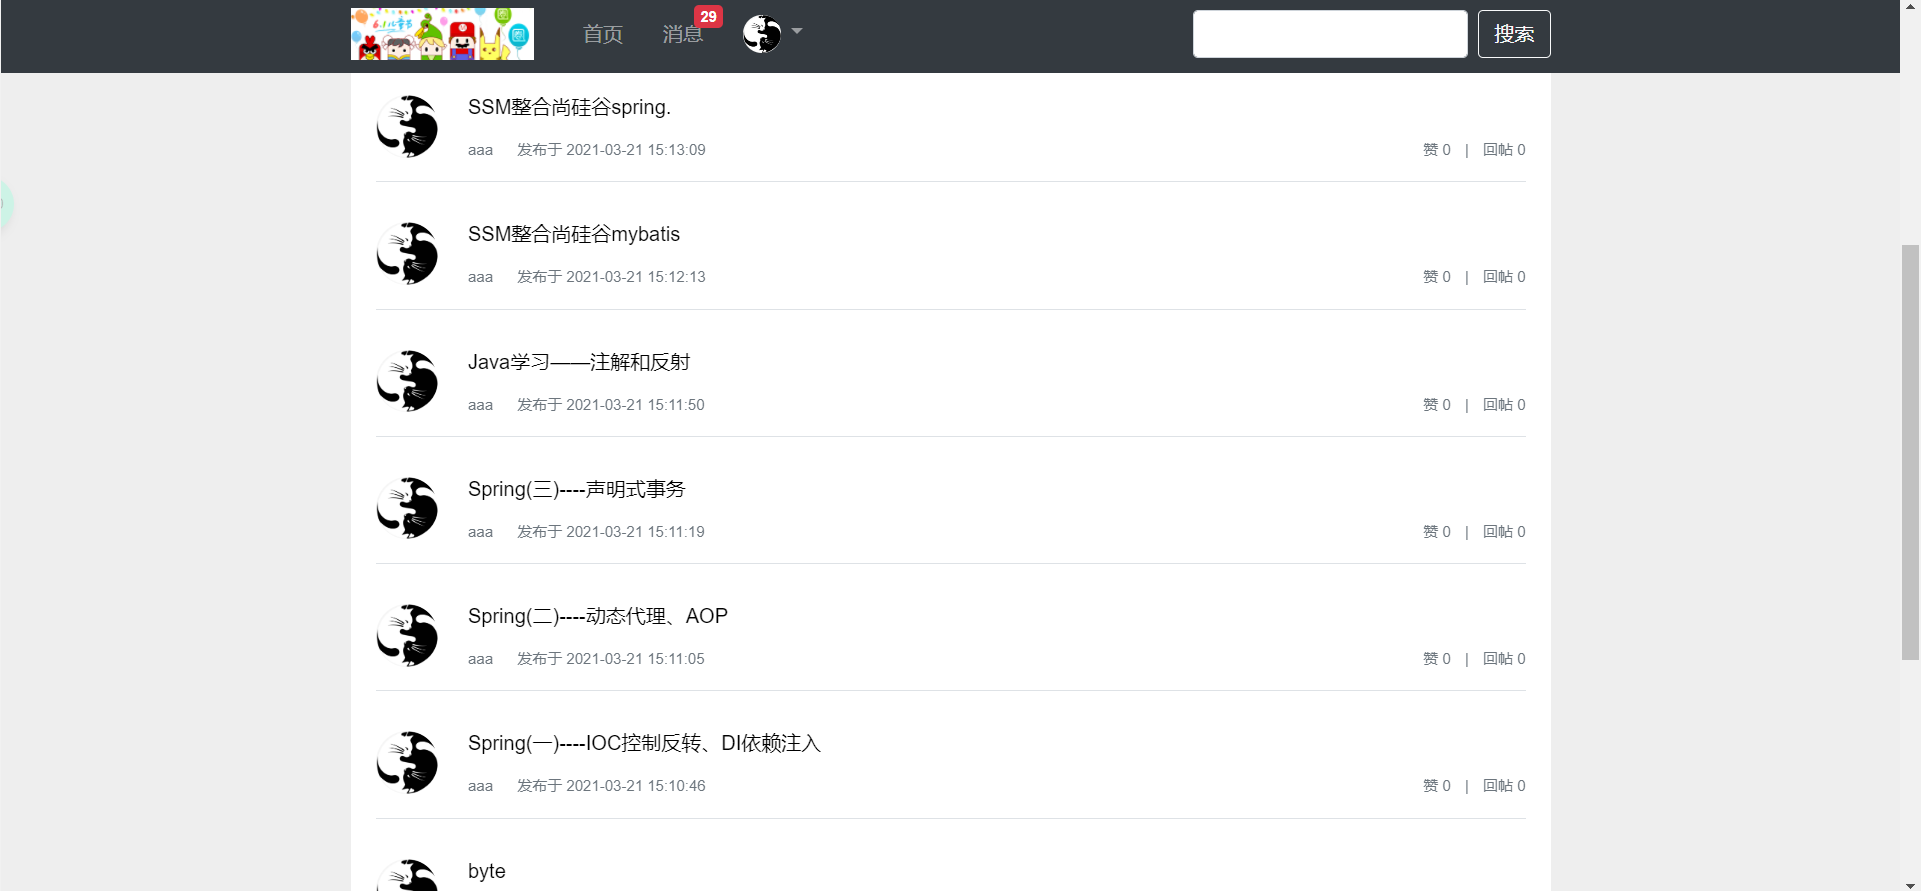 6.1儿童节
首页 消息 29 搜索
SSM整合尚硅谷spring.
aaa 发布于 2021-03-21 15:13:09 赞 0 | 回帖 0
SSM整合尚硅谷mybatis
aaa 发布于 2021-03-21 15:12:13 赞 0 | 回帖 0
Java学习——注解和反射
aaa 发布于 2021-03-21 15:11:50 赞 0 | 回帖 0
Spring(三)----声明式事务
aaa 发布于 2021-03-21 15:11:19 赞 0 | 回帖 0
Spring(二)----动态代理、AOP
aaa 发布于 2021-03-21 15:11:05 赞 0 | 回帖 0
Spring(一)----IOC控制反转、DI依赖注入
aaa 发布于 2021-03-21 15:10:46 赞 0 | 回帖 0
byte